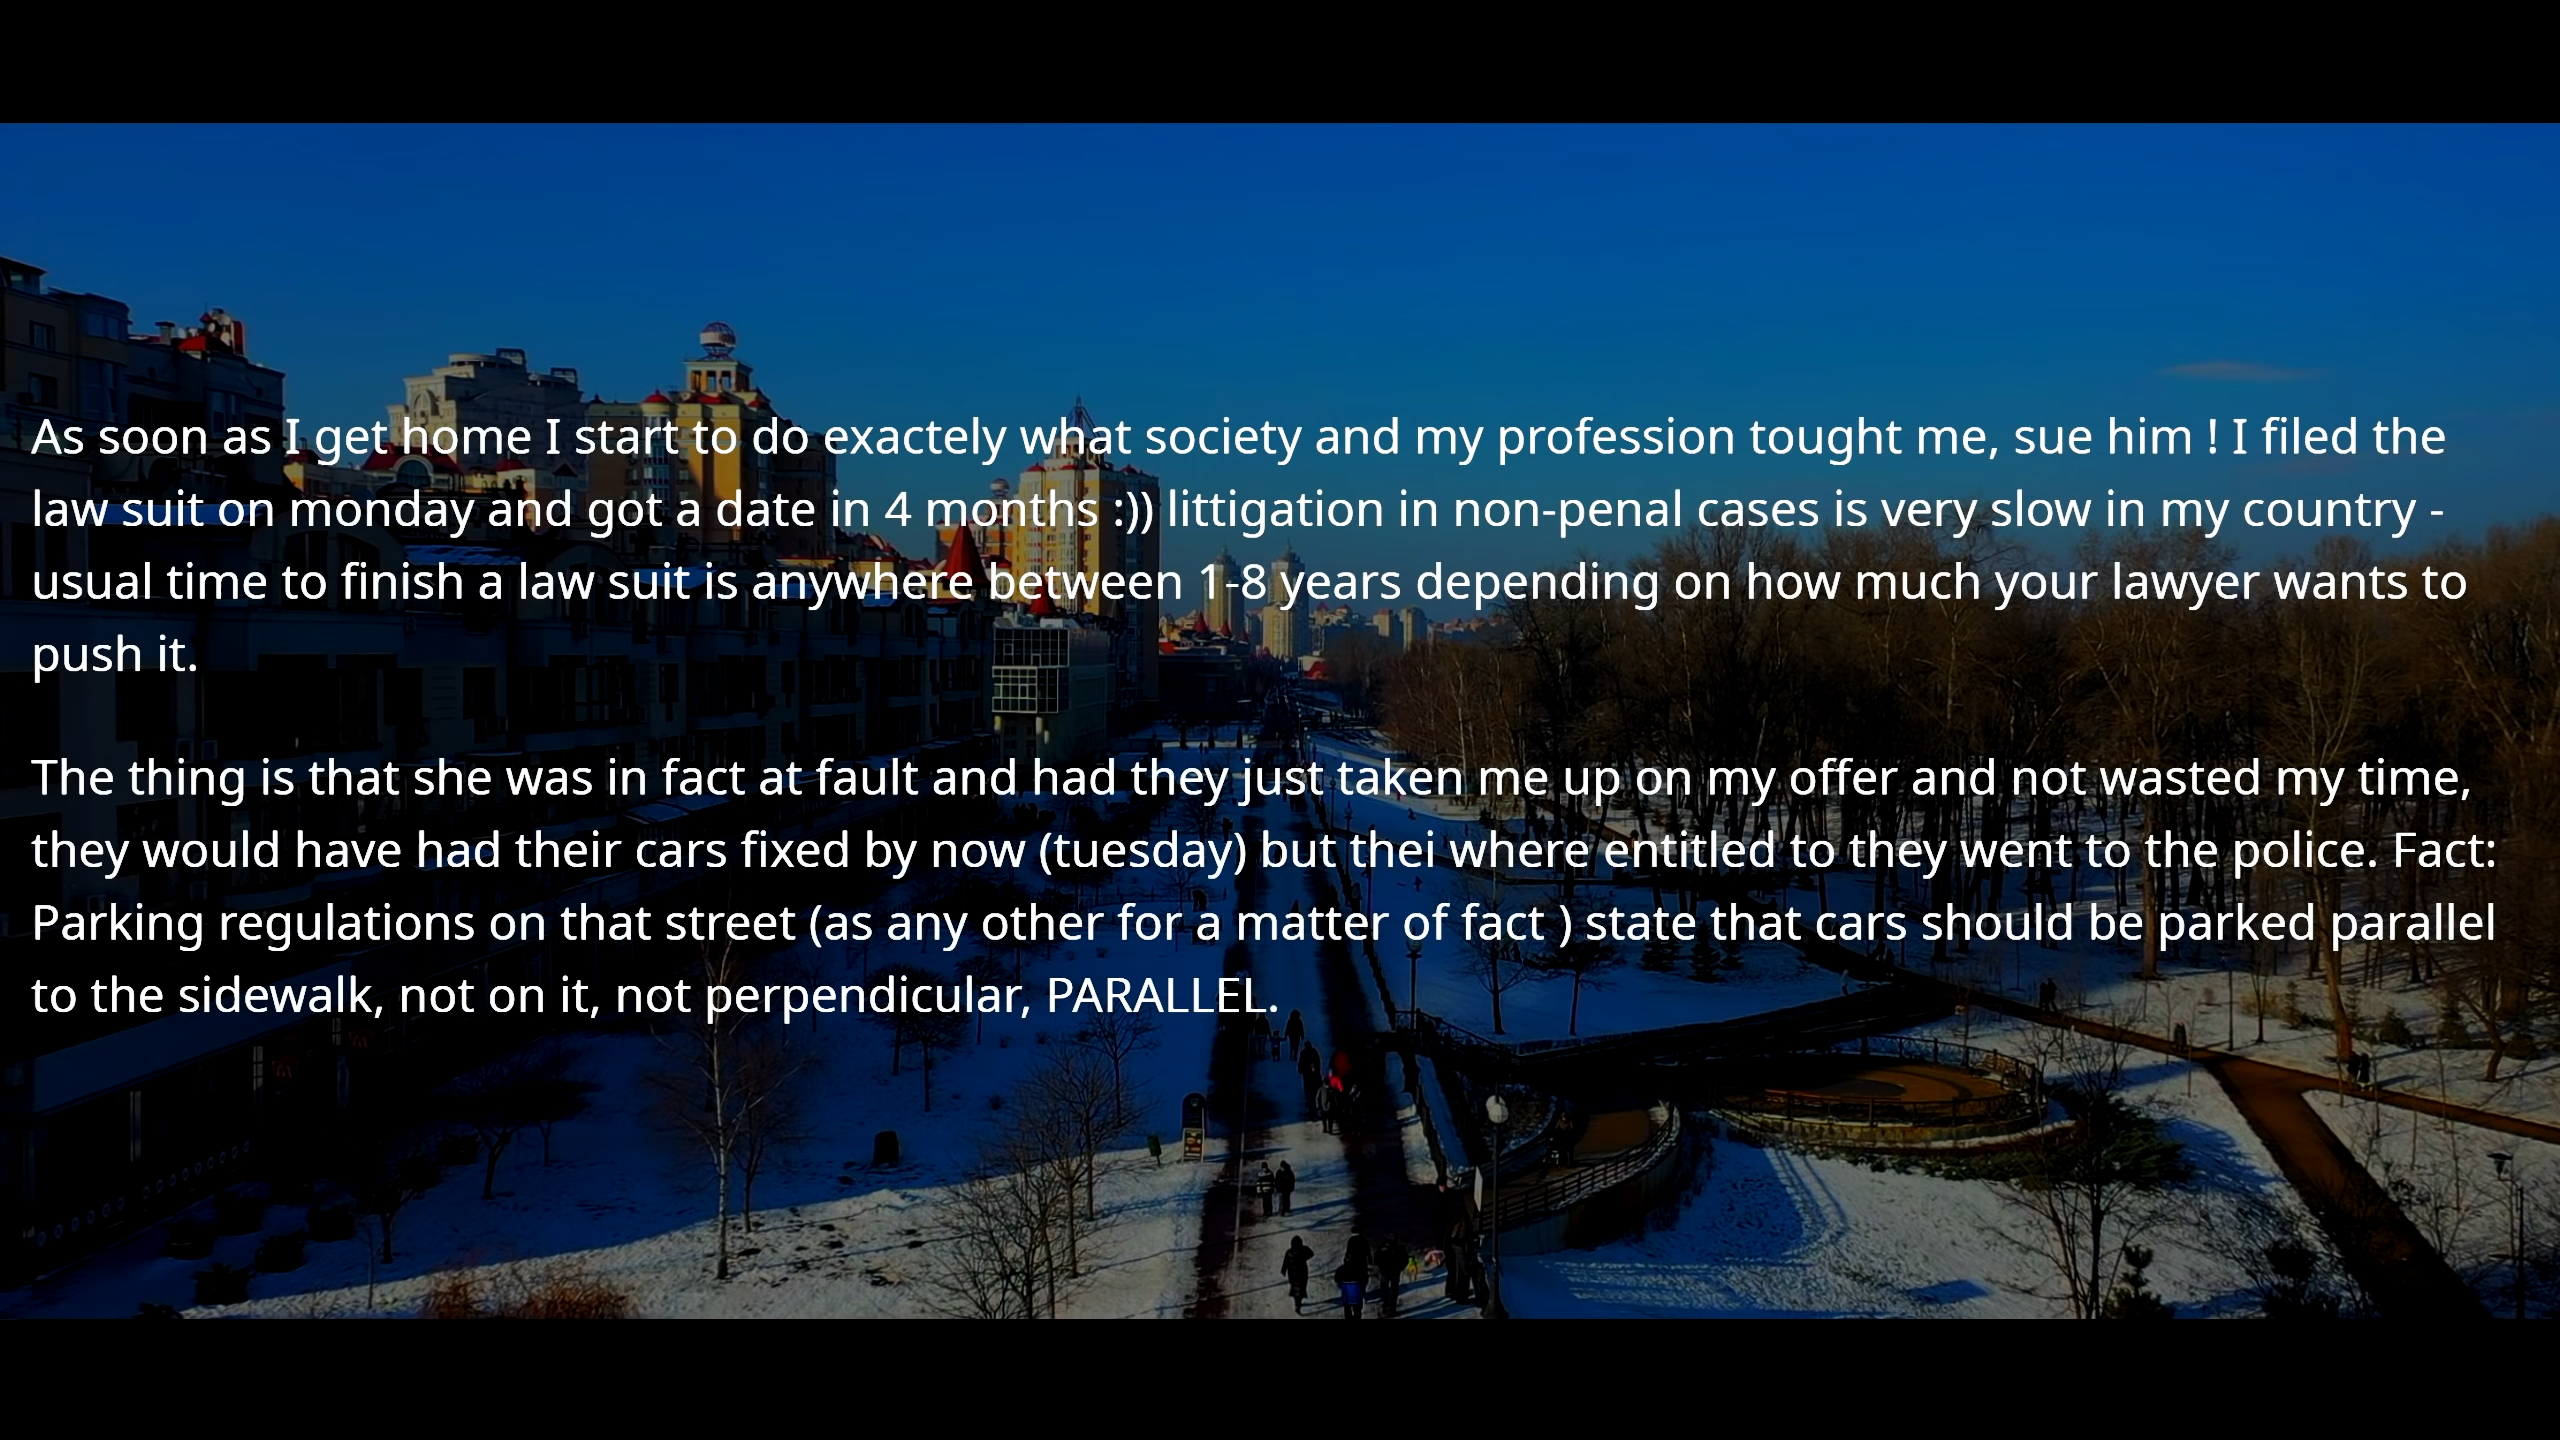 As soon as I get home I start to do exactely what society and my profession tought me, sue him ! I filed the
law suit on monday and got a date in 4 months :)) littigation in non-penal cases is very slow in my country -
usual time to finish a law suit is anywhere between 1-8 years depending on how much your lawyer wants to
push it.
The thing is that she was in fact at fault and had they just taken me up on my offer and not wasted my time,
they would have had their cars fixed by now (tuesday) but thei where entitled to they went to the police. Fact:
Parking regulations on that street (as any other for a matter of fact ) state that cars should be parked parallel
to the sidewalk, not on it, not perpendicular, PARALLEL.